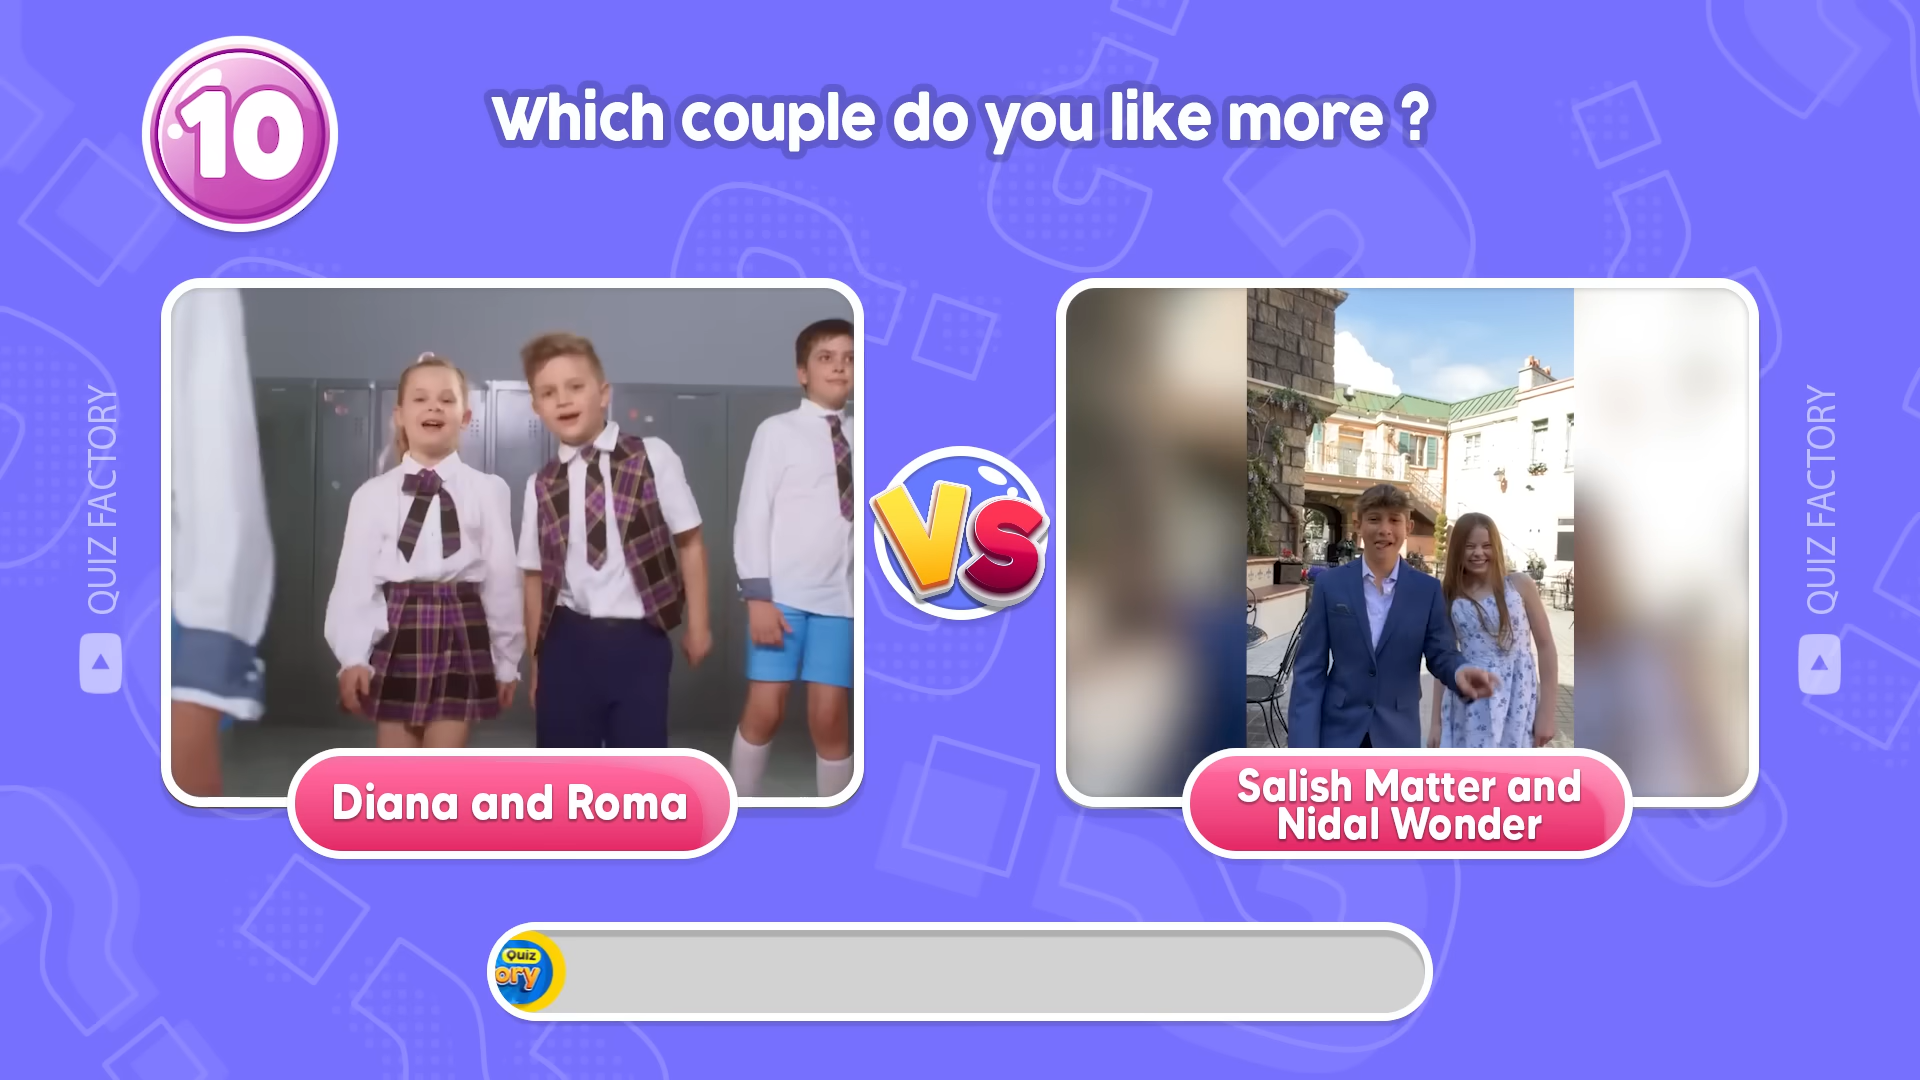 10
Which couple do you like more ?
QUIZ FACTORY
VS
QUIZ FACTORY
Diana and Roma
Salish Matter and
Nidal Wonder
Quiz
ory